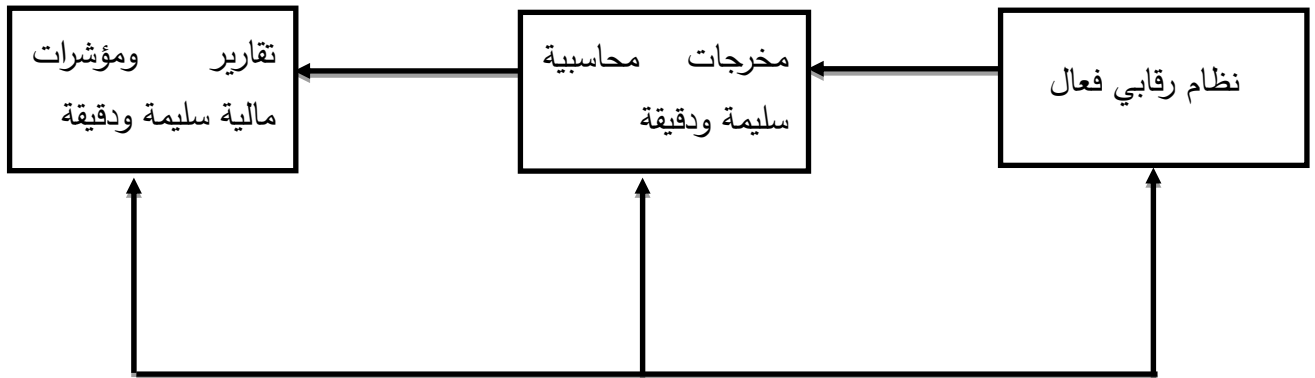 نظام رقابي فعال
مخرجات محاسبية
سليمة ودقيقة
تقارير ومؤشرات
مالية سليمة ودقيقة